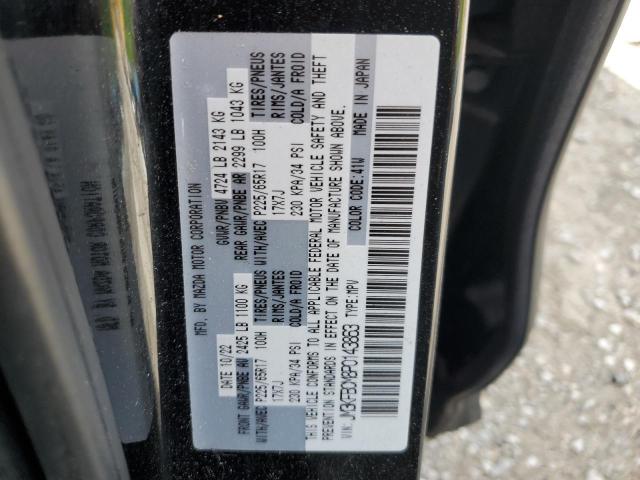 MFD. BY MAZDA MOTOR CORPORATION
DATE 10/22 GVWR/PNBV 4724 LB 2143 KG
FRONT GAWR/PNBE AV 2425 LB 1100 KG REAR GAWR/PNBE AR 2299 LB 1043 KG
WITH/AVEC P225/65R17 100H TIRES/PNEUS WITH/AVEC P225/65R17 100H TIRES/PNEUS
17X7J RIMS/JANTES 17X7J RIMS/JANTES
230 KPA/34 PSI COLD/A FROID 230 KPA/34 PSI COLD/A FROID
THIS VEHICLE CONFORMS TO ALL APPLICABLE FEDERAL MOTOR VEHICLE SAFETY AND THEFT
PREVENTION STANDARDS IN EFFECT ON THE DATE OF MANUFACTURE SHOWN ABOVE.
VIN: JM3KFBCM8P0143863 TYPE:MPV COLOR CODE:41W MADE IN JAPAN